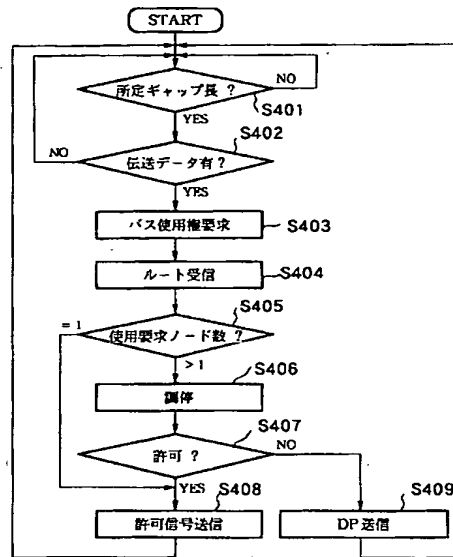 START
所定ギャップ長 ?
NO
S401
YES
S402
伝送データ有 ?
NO
YES
バス使用権要求
S403
ルート受信
S404
S405
= 1
使用要求ノード数 ?
> 1
S406
調停
S407
許可 ?
NO
YES
S408
S409
許可信号送信
DP 送信